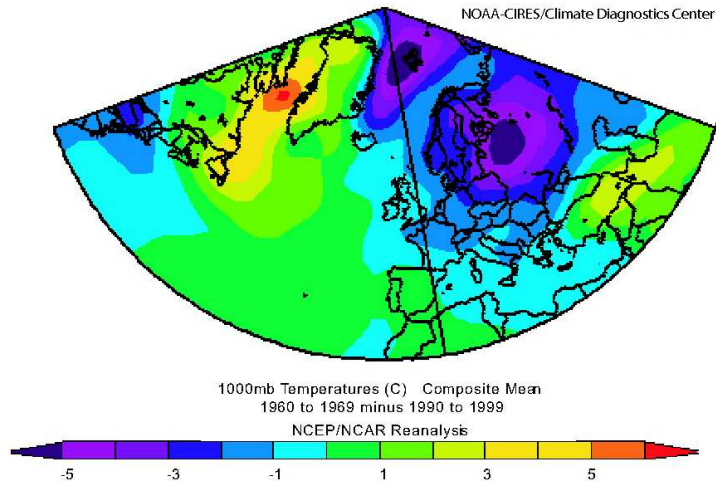 NOAA-CIRES/Climate Diagnostics Center
1000mb Temperatures (C) Composite Mean
1960 to 1969 minus 1990 to 1999
NCEP/NCAR Reanalysis
-5 -3 -1 1 3 5